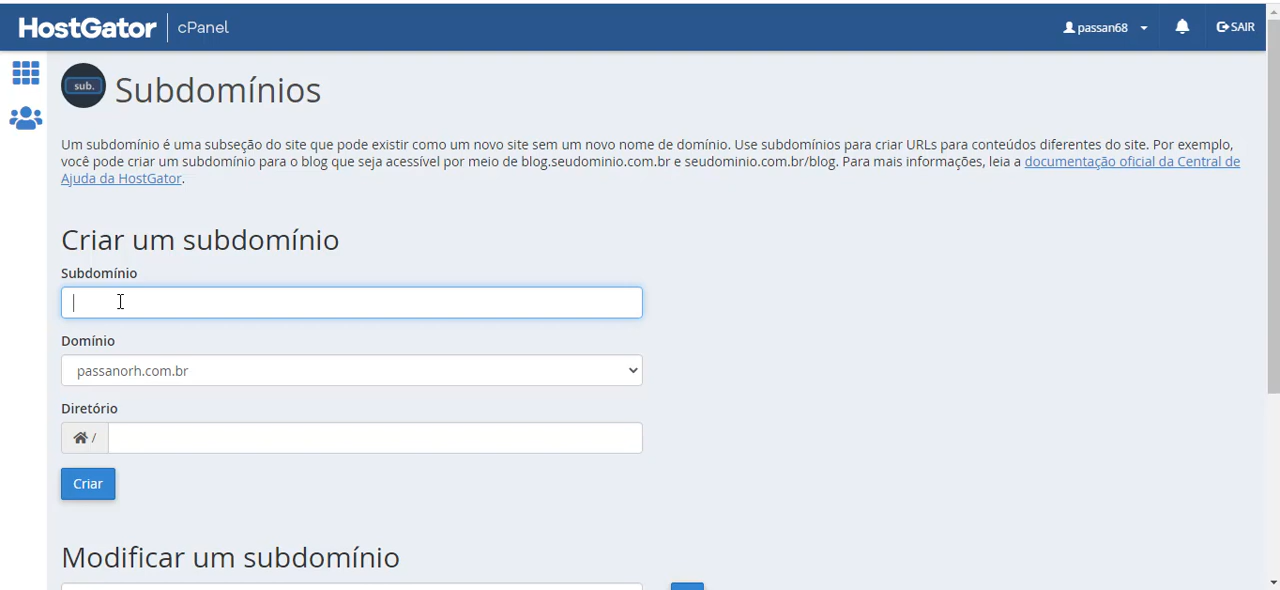 HostGator cPanel passan68 SAIR
sub. Subdomínios
Um subdomínio é uma subseção do site que pode existir como um novo site sem um novo nome de domínio. Use subdomínios para criar URLs para conteúdos diferentes do site. Por exemplo,
você pode criar um subdomínio para o blog que seja acessível por meio de blog.seudominio.com.br e seudominio.com.br/blog. Para mais informações, leia a documentação oficial da Central de
Ajuda da HostGator.
Criar um subdomínio
Subdomínio
Domínio
passanorh.com.br
Diretório
/
Criar
Modificar um subdomínio